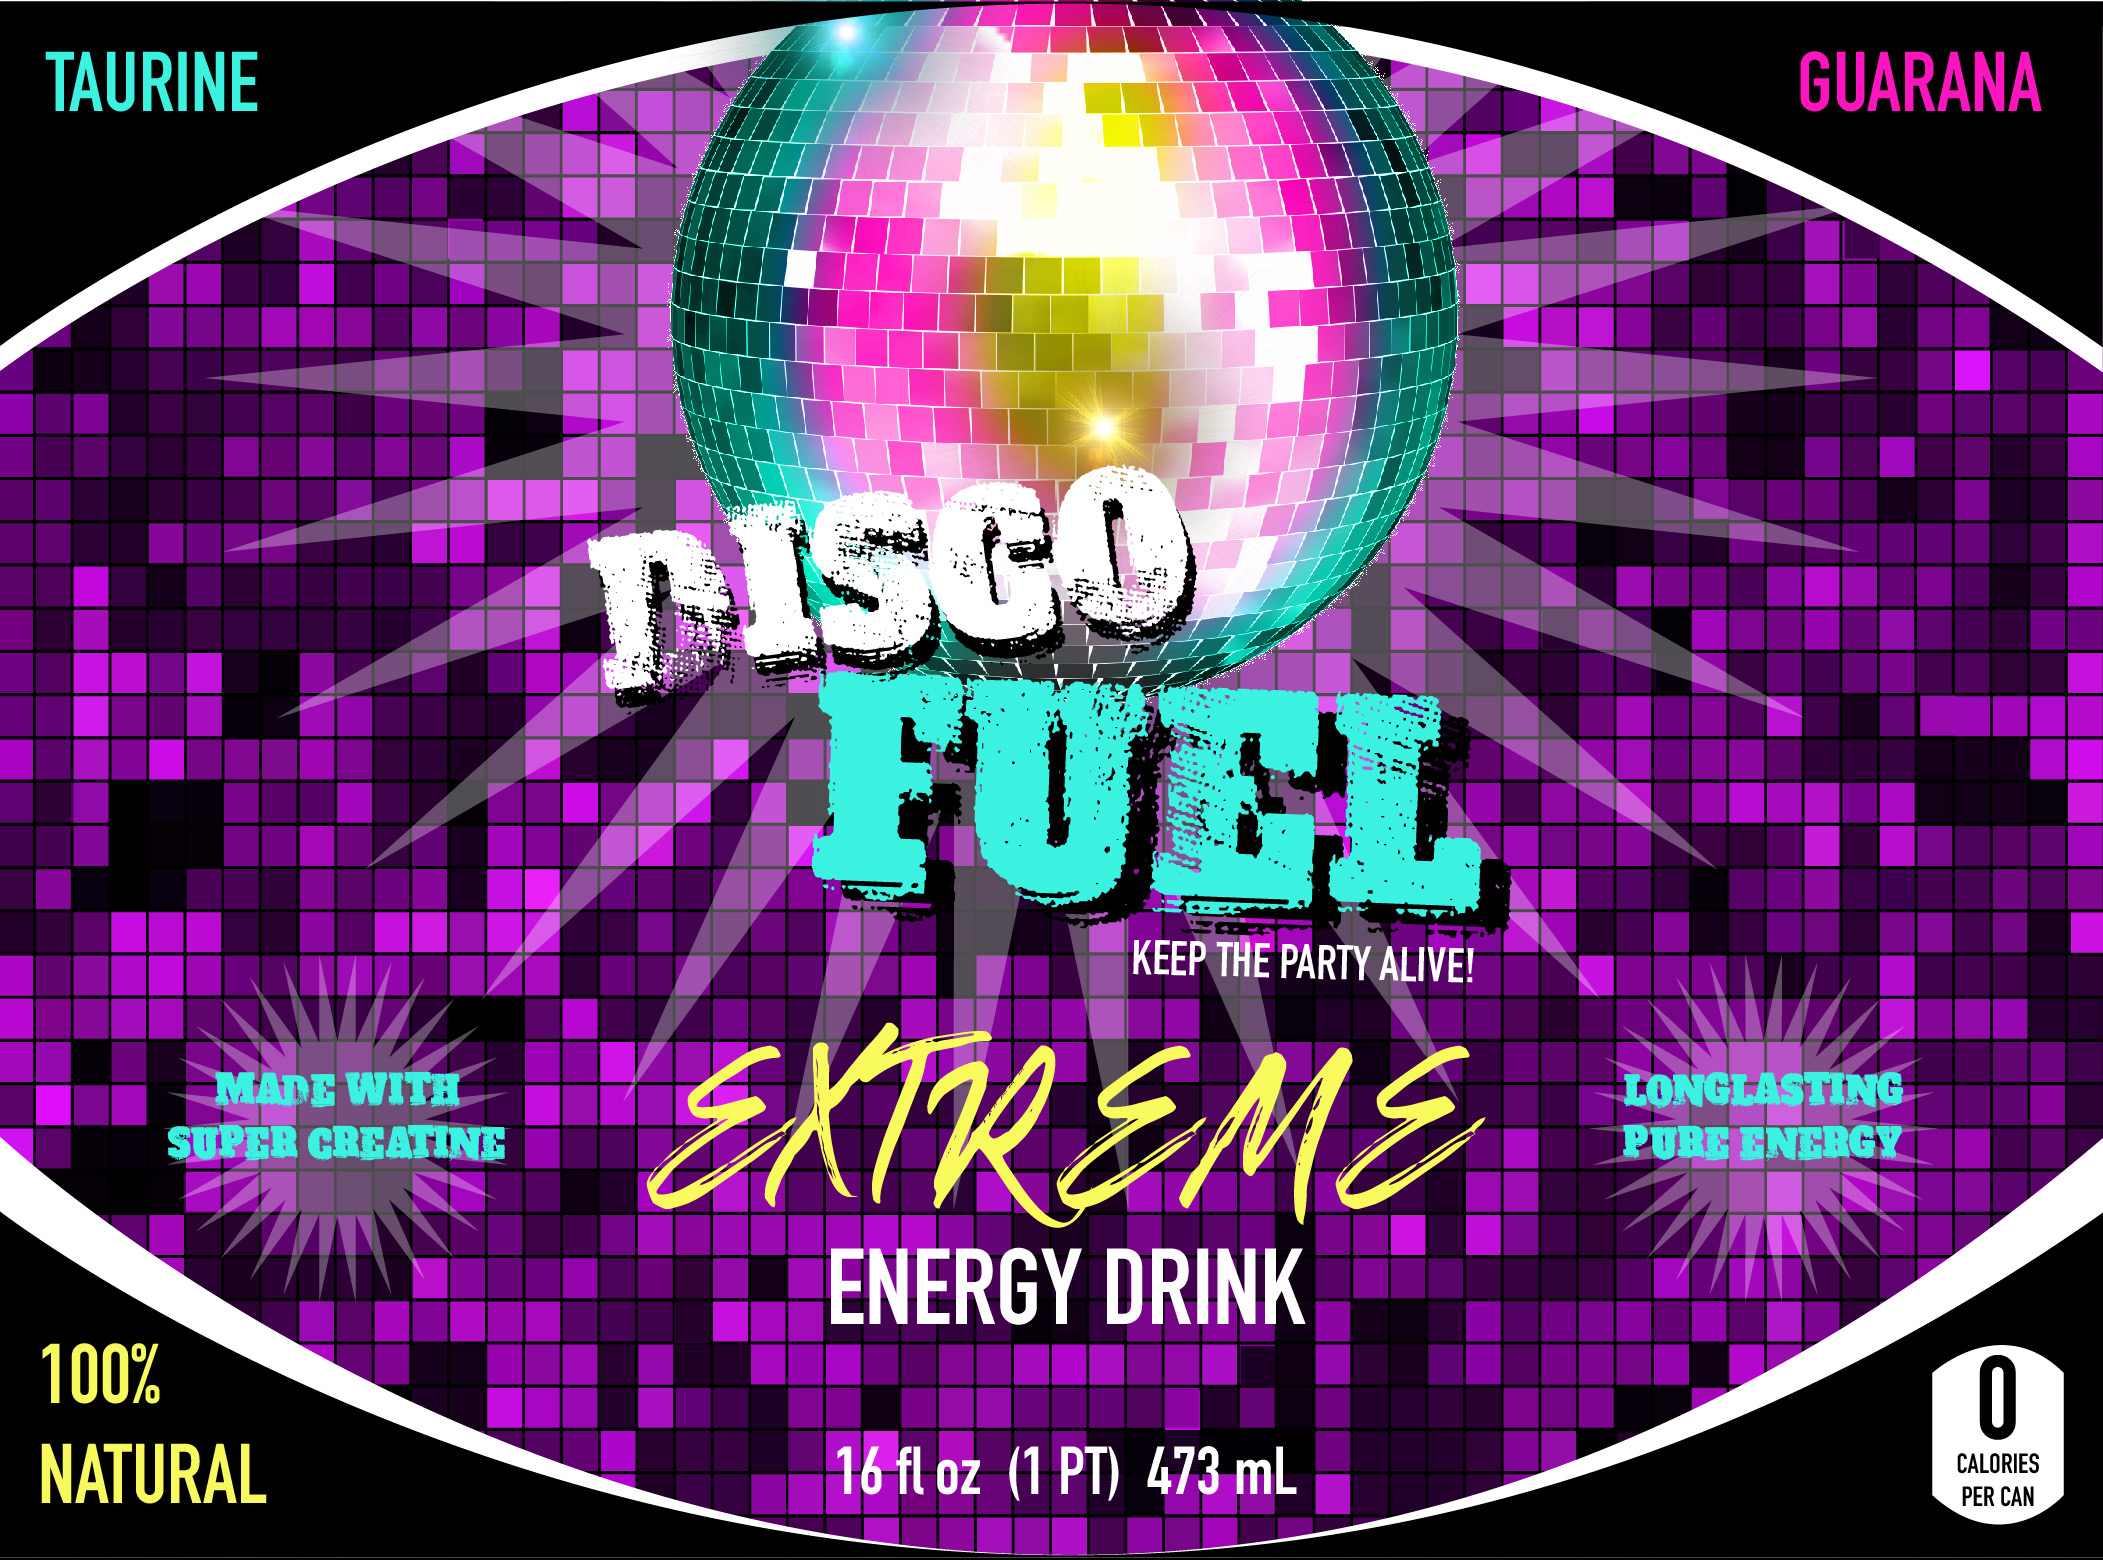 TAURINE
GUARANA
DISCO
FUEL
KEEP THE PARTY ALIVE!
EXTREME
ENERGY DRINK
MADE WITH
SUPER CREATINE
LONGLASTING
PURE ENERGY
100%
NATURAL
16 fl oz (1 PT) 473 mL
0
CALORIES
PER CAN